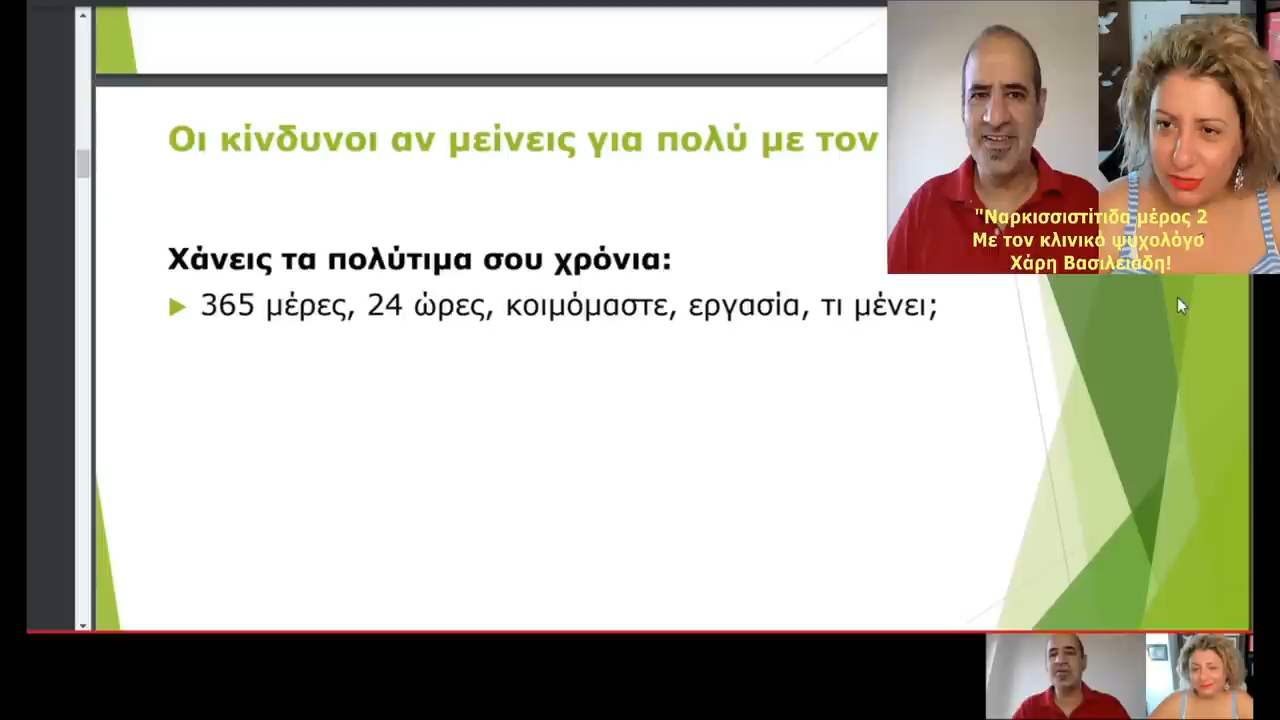 Οι κίνδυνοι αν μείνεις για πολύ με τον
"Ναρκισσιστίτιδα μέρος 2
Με τον κλινικό ψυχολόγο
Χάρη Βασιλειάδη!
Χάνεις τα πολύτιμα σου χρόνια:
365 μέρες, 24 ώρες, κοιμόμαστε, εργασία, τι μένει;